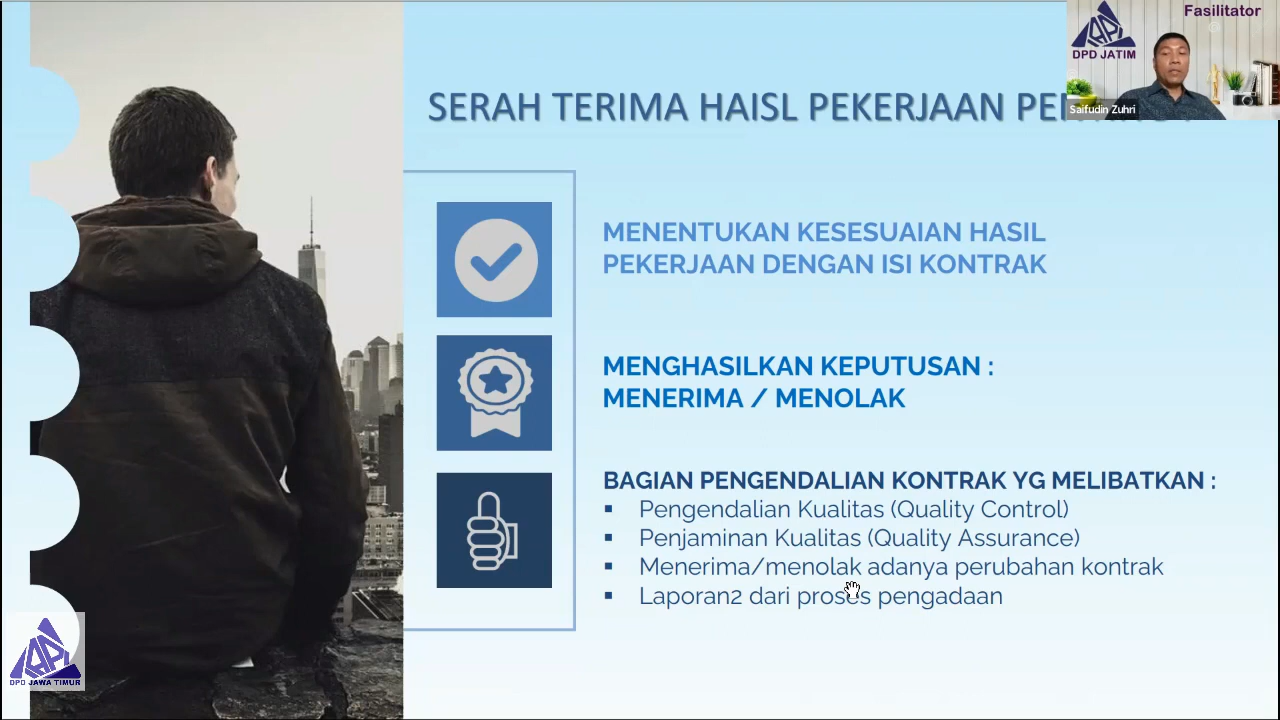 Fasilitator
IAPI
DPD JATIM
Saifudin Zuhri
SERAH TERIMA HAISL PEKERJAAN
MENENTUKAN KESESUAIAN HASIL
PEKERJAAN DENGAN ISI KONTRAK
MENGHASILKAN KEPUTUSAN :
MENERIMA / MENOLAK
BAGIAN PENGENDALIAN KONTRAK YG MELIBATKAN :
▪ Pengendalian Kualitas (Quality Control)
▪ Penjaminan Kualitas (Quality Assurance)
▪ Menerima/menolak adanya perubahan kontrak
▪ Laporan2 dari proses pengadaan
IAPI
DPD JAWA TIMUR